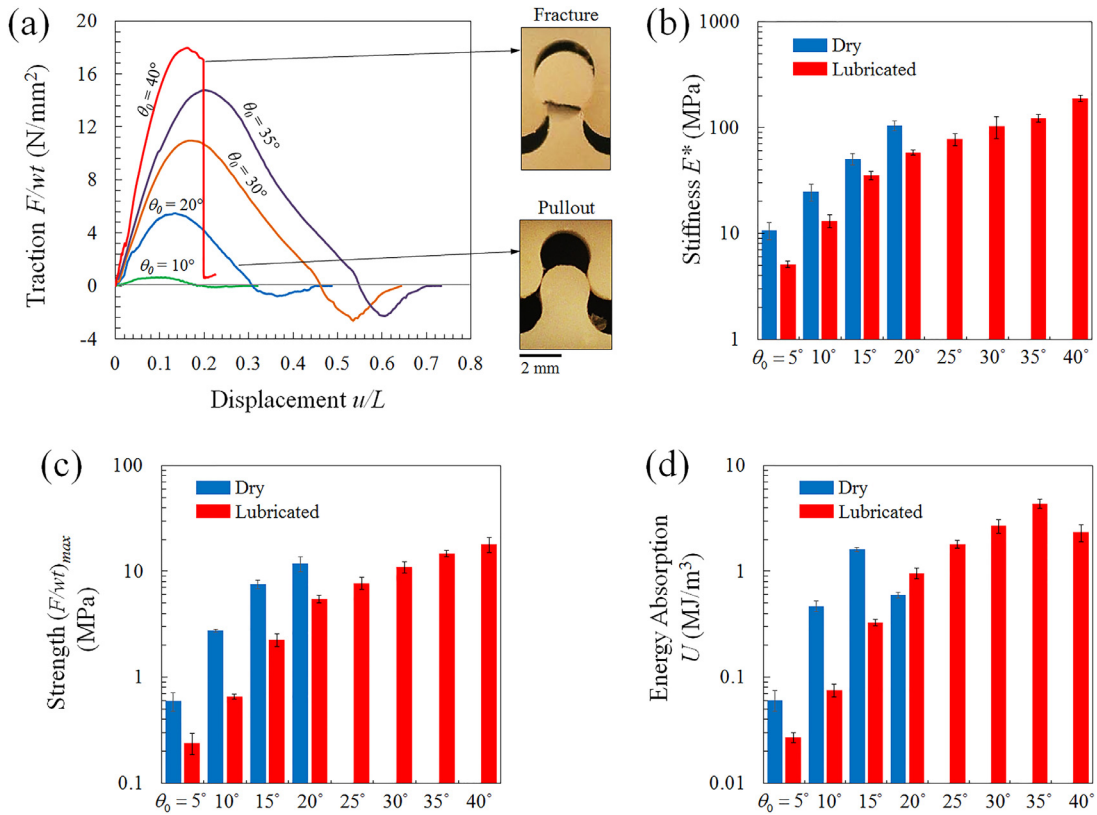 (a)
Traction F/wt (N/mm²)
20
16
12
8
4
0
-4
0
0.1
0.2
0.3
0.4
0.5
0.6
0.7
0.8
Displacement u/L
θ₀ = 40°
θ₀ = 35°
θ₀ = 30°
θ₀ = 20°
θ₀ = 10°
Fracture
Pullout
2 mm
(b)
Stiffness E* (MPa)
1000
100
10
1
Dry
Lubricated
θ₀ = 5° 10° 15° 20° 25° 30° 35° 40°
(c)
Strength (F/wt)max
(MPa)
100
10
1
0.1
Dry
Lubricated
θ₀ = 5° 10° 15° 20° 25° 30° 35° 40°
(d)
Energy Absorption
U (MJ/m³)
10
1
0.1
0.01
Dry
Lubricated
θ₀ = 5° 10° 15° 20° 25° 30° 35° 40°